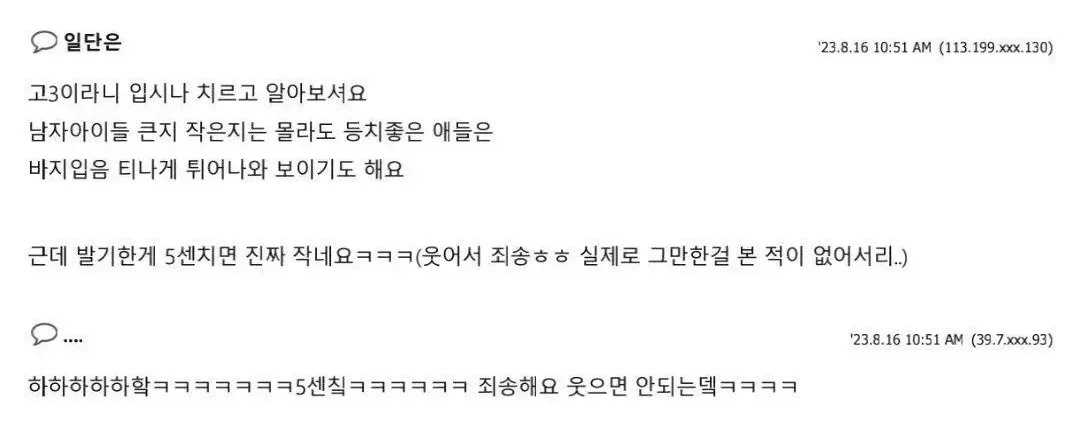 일단은
'23.8.16 10:51 AM (113.199.xxx.130)
고3이라니 입시나 치르고 알아보셔요
남자아이들 큰지 작은지는 몰라도 등치좋은 애들은
바지입음 티나게 튀어나와 보이기도 해요
근데 발기한게 5센치면 진짜 작네요ㅋㅋㅋ(웃어서 죄송ㅎㅎ 실제로 그만한걸 본 적이 없어서리..)
....
'23.8.16 10:51 AM (39.7.xxx.93)
하하하하하핰ㅋㅋㅋㅋㅋㅋㅋ5센칰ㅋㅋㅋㅋㅋㅋ 죄송해요 웃으면 안되는뎈ㅋㅋㅋㅋ